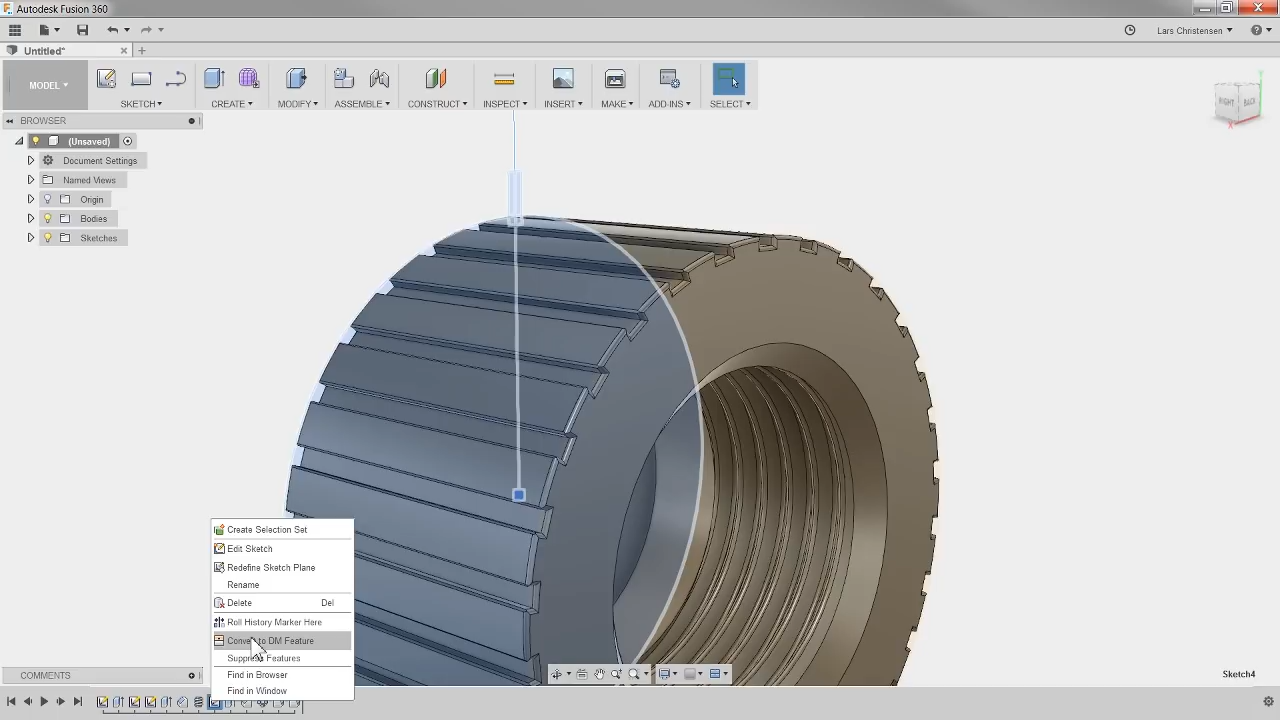 Autodesk Fusion 360
Lars Christensen
Untitled*
MODEL
SKETCH
CREATE
MODIFY
ASSEMBLE
CONSTRUCT
INSPECT
INSERT
MAKE
ADD-INS
SELECT
RIGHT
BACK
BROWSER
(Unsaved)
Document Settings
Named Views
Origin
Bodies
Sketches
Create Selection Set
Edit Sketch
Redefine Sketch Plane
Rename
Delete Del
Roll History Marker Here
Convert to DM Feature
Suppress Features
Find in Browser
Find in Window
COMMENTS
Sketch4